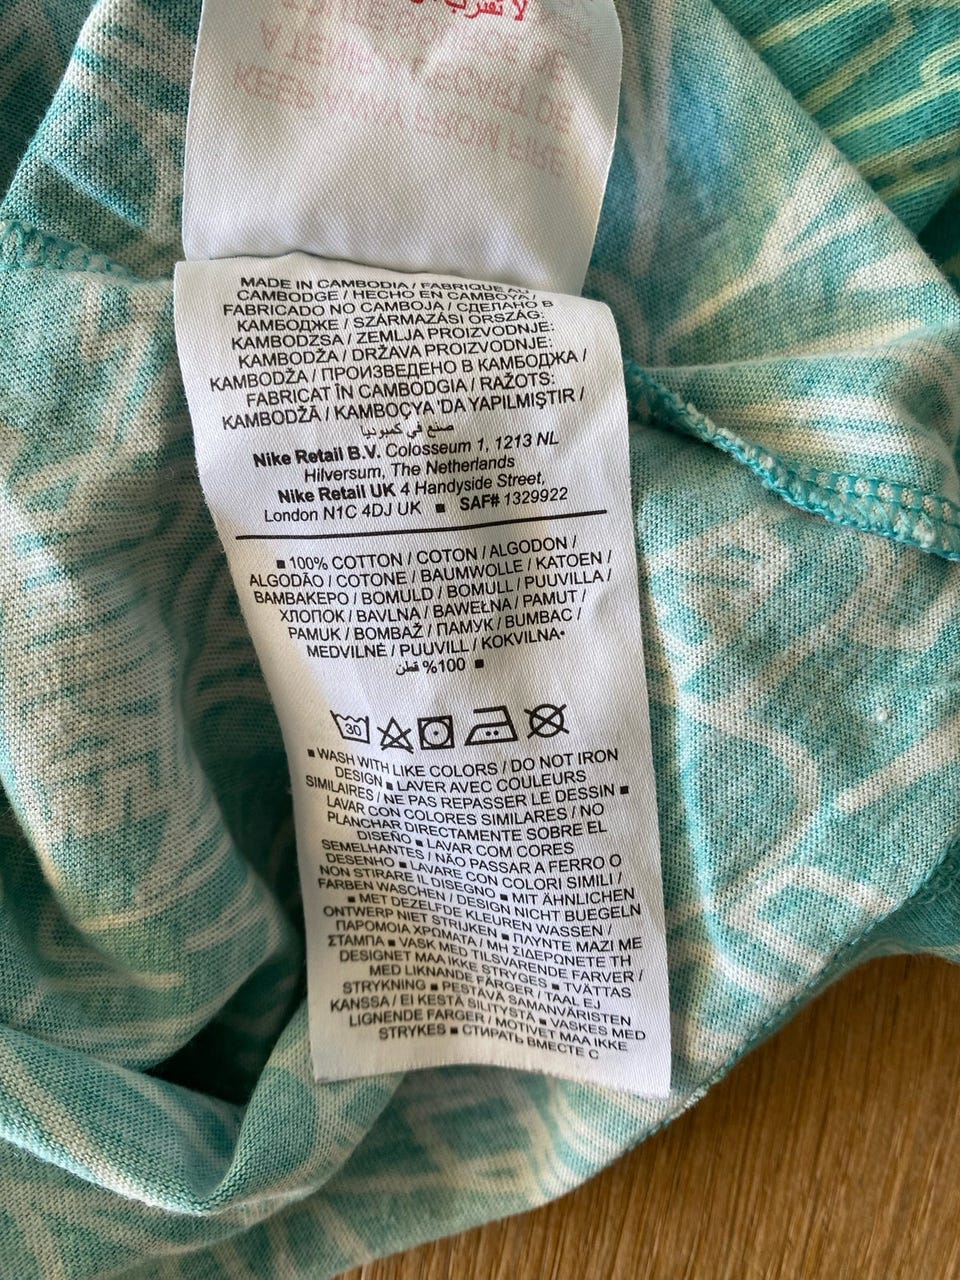 لا تقترب
KEEP AWAY FROM FIRE
MADE IN CAMBODIA / FABRIQUE AU
CAMBODGE / HECHO EN CAMBOYA /
FABRICADO NO CAMBOJA / СДЕЛАНО В
КАМБОДЖЕ / SZÁRMAZÁSI ORSZÁG:
KAMBODZSA / ZEMLJA PROIZVODNJE:
KAMBODŽA / DRŽAVA PROIZVODNJE:
KAMBODŽA / ПРОИЗВЕДЕНО В КАМБОДЖА /
FABRICAT ÎN CAMBODGIA / RAŽOTS:
KAMBODŽĀ / KAMBOÇYA 'DA YAPILMIŞTIR /
صنع في كمبوديا
Nike Retail B.V. Colosseum 1, 1213 NL
Hilversum, The Netherlands
Nike Retail UK 4 Handyside Street,
London N1C 4DJ UK ■ SAF# 1329922
■ 100% COTTON / COTON / ALGODON /
ALGODÃO / COTONE / BAUMWOLLE / KATOEN /
ΒΑΜΒΑΚΕΡΟ / BOMULD / BOMULL / PUUVILLA /
ХЛОПОК / BAVLNA / BAWEŁNA / PAMUT /
PAMUK / BOMBAŽ / ПАМУК / BUMBAC /
MEDVILNĖ / PUUVILL / KOKVILNA•
%100 قطن ■
30
■ WASH WITH LIKE COLORS / DO NOT IRON
DESIGN ■ LAVER AVEC COULEURS
SIMILAIRES / NE PAS REPASSER LE DESSIN ■
LAVAR CON COLORES SIMILARES / NO
PLANCHAR DIRECTAMENTE SOBRE EL
DISEÑO ■ LAVAR COM CORES
SEMELHANTES / NÃO PASSAR A FERRO O
DESENHO ■ LAVARE CON COLORI SIMILI /
NON STIRARE IL DISEGNO ■ MIT ÄHNLICHEN
FARBEN WASCHEN / DESIGN NICHT BUEGELN
■ MET DEZELFDE KLEUREN WASSEN /
ONTWERP NIET STRIJKEN ■ ΠΛΥΝΤΕ ΜΑΖΙ ΜΕ
ΠΑΡΟΜΟΙΑ ΧΡΩΜΑΤΑ / ΜΗ ΣΙΔΕΡΩΝΕΤΕ ΤΗ
ΣΤΑΜΠΑ ■ VASK MED TILSVARENDE FARVER /
DESIGNET MAA IKKE STRYGES ■ TVÄTTAS
MED LIKNANDE FÄRGER / TAAL EJ
STRYKNING ■ PESTÄVÄ SAMANVÄRISTEN
KANSSA / EI KESTÄ SILITYSTÄ ■ VASKES MED
LIGNENDE FARGER / MOTIVET MAA IKKE
STRYKES ■ СТИРАТЬ ВМЕСТЕ С